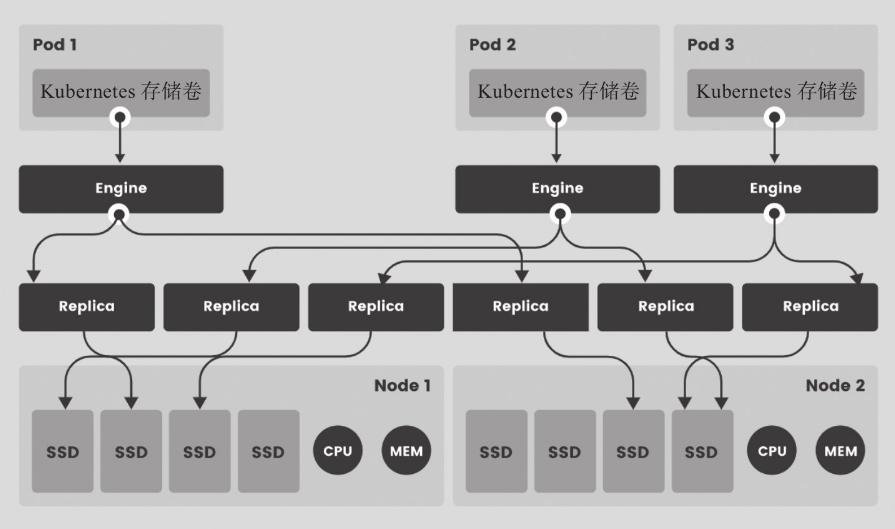 Pod 1
Pod 2
Pod 3
Kubernetes 存储卷
Kubernetes 存储卷
Kubernetes 存储卷
Engine
Engine
Engine
Replica
Replica
Replica
Replica
Replica
Replica
Node 1
Node 2
SSD
SSD
SSD
SSD
CPU
MEM
SSD
SSD
SSD
SSD
CPU
MEM